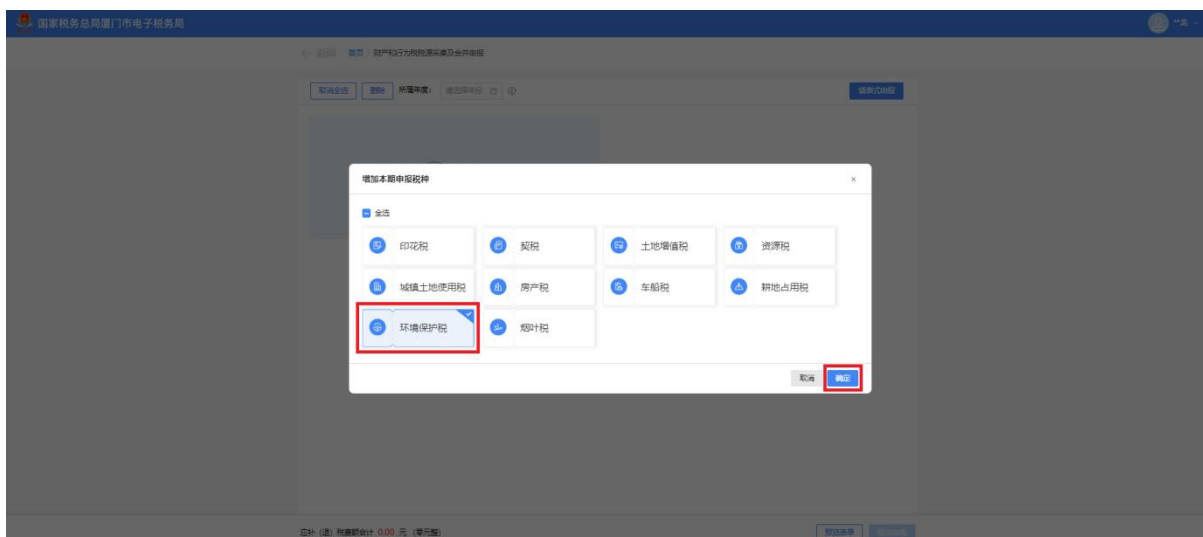 国家税务总局厦门市电子税务局
首页 财产和行为税税源采集及合并申报
取消全选 删除 所属年度： 请选择年份 填表式申报
增加本期申报税种 ×
全选
印花税 契税 土地增值税 资源税
城镇土地使用税 房产税 车船税 耕地占用税
环境保护税 烟叶税
取消 确定
应补（退）税费额合计 0.00 元（零元整）